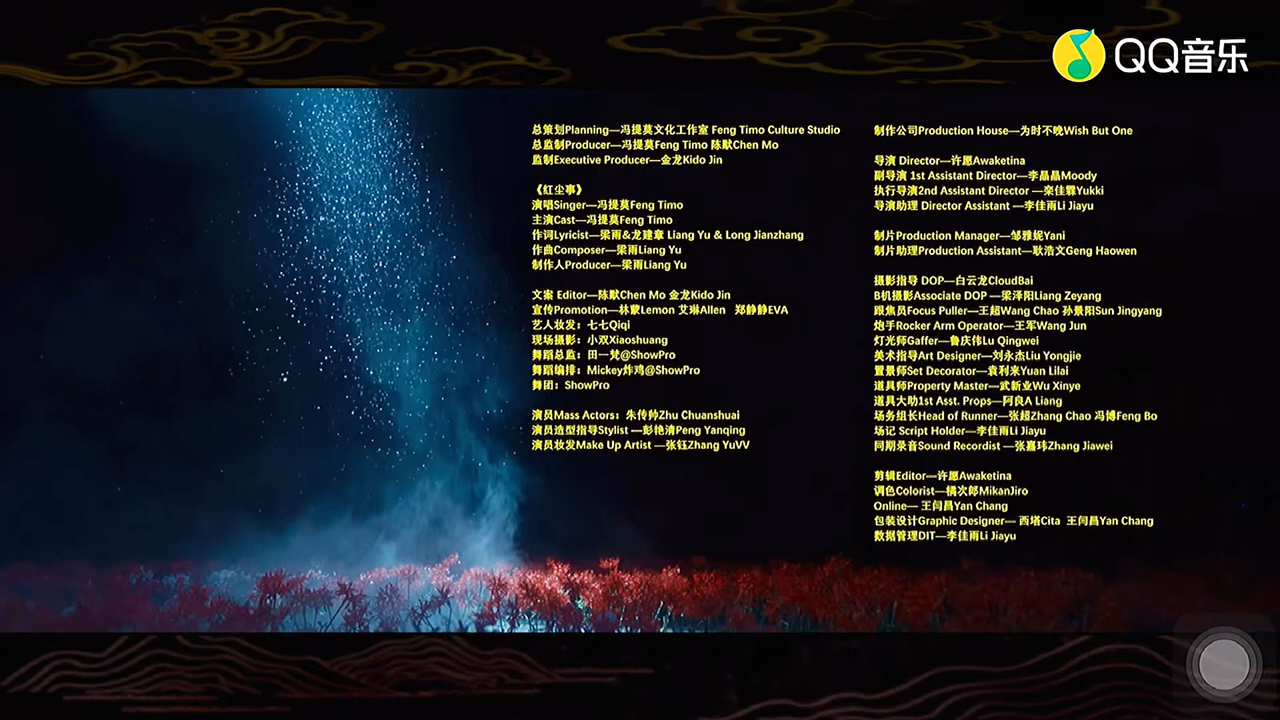 QQ音乐
总策划Planning—冯提莫文化工作室 Feng Timo Culture Studio
总监制Producer—冯提莫Feng Timo 陈默Chen Mo
监制Executive Producer—金龙Kido Jin
《红尘事》
演唱Singer—冯提莫Feng Timo
主演Cast—冯提莫Feng Timo
作词Lyricist—梁雨&龙建章 Liang Yu & Long Jianzhang
作曲Composer—梁雨Liang Yu
制作人Producer—梁雨Liang Yu
文案 Editor—陈默Chen Mo 金龙Kido Jin
宣传Promotion—林蒙Lemon 艾琳Allen 郑静静EVA
艺人妆发：七七Qiqi
现场摄影：小双Xiaoshuang
舞蹈总监：田一梵@ShowPro
舞蹈编排：Mickey炸鸡@ShowPro
舞团：ShowPro
演员Mass Actors：朱传帅Zhu Chuanshuai
演员造型指导Stylist —彭艳清Peng Yanqing
演员妆发Make Up Artist —张钰Zhang YuVV
制作公司Production House—为时不晚Wish But One
导演 Director—许愿Awaketina
副导演 1st Assistant Director—李晶晶Moody
执行导演2nd Assistant Director —栾佳霖Yukki
导演助理 Director Assistant —李佳雨Li Jiayu
制片Production Manager—邹雅妮Yani
制片助理Production Assistant—耿浩文Geng Haowen
摄影指导 DOP—白云龙CloudBai
B机摄影Associate DOP —梁泽阳Liang Zeyang
跟焦员Focus Puller—王超Wang Chao 孙景阳Sun Jingyang
炮手Rocker Arm Operator—王军Wang Jun
灯光师Gaffer—鲁庆伟Lu Qingwei
美术指导Art Designer—刘永杰Liu Yongjie
置景师Set Decorator—袁利来Yuan Lilai
道具师Property Master—武新业Wu Xinye
道具大助1st Asst. Props—阿良A Liang
场务组长Head of Runner—张超Zhang Chao 冯博Feng Bo
场记 Script Holder—李佳雨Li Jiayu
同期录音Sound Recordist —张嘉玮Zhang Jiawei
剪辑Editor—许愿Awaketina
调色Colorist—橘次郎MikanJiro
Online— 王闫昌Yan Chang
包装设计Graphic Designer— 西塔Cita 王闫昌Yan Chang
数据管理DIT—李佳雨Li Jiayu